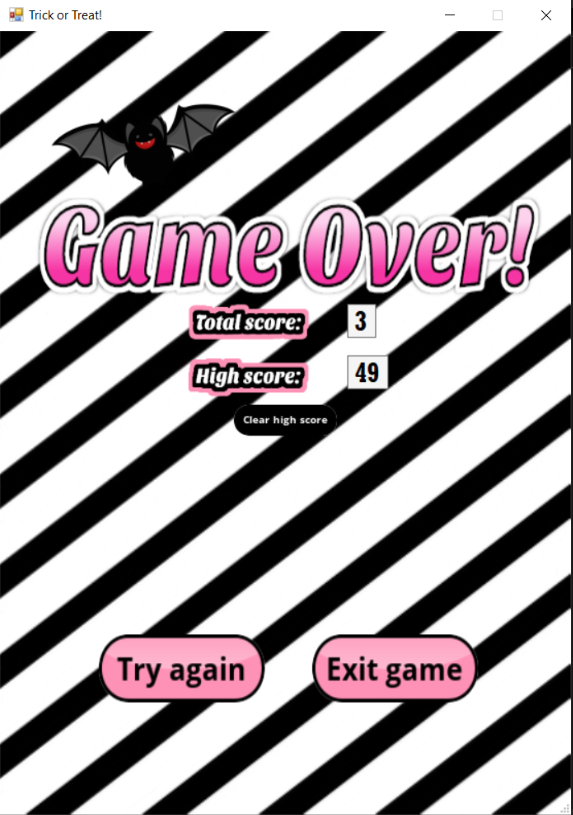 Trick or Treat!
Game Over!
Total score: 3
High score: 49
Clear high score
Try again Exit game